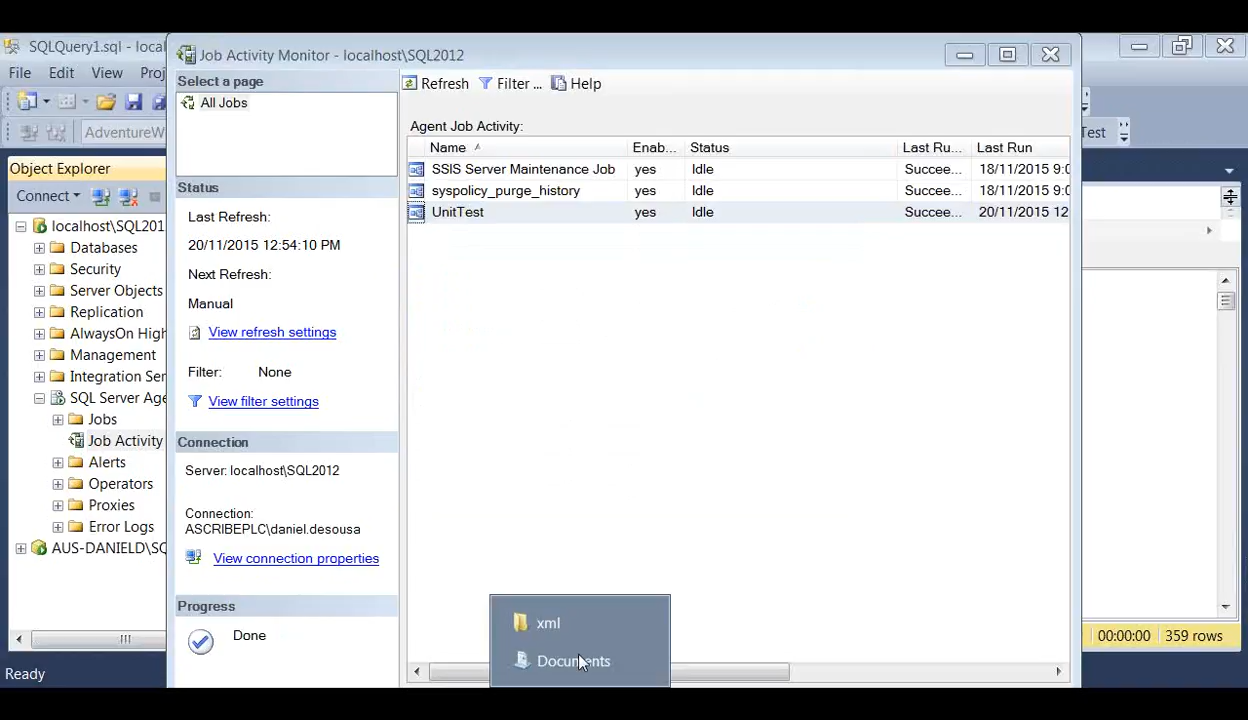 SQLQuery1.sql - local
File Edit View Proj
AdventureW
Test
Object Explorer
Connect
localhost\SQL201
Databases
Security
Server Objects
Replication
AlwaysOn High
Management
Integration Ser
SQL Server Age
Jobs
Job Activity
Alerts
Operators
Proxies
Error Logs
AUS-DANIELD\SQ
Ready
Job Activity Monitor - localhost\SQL2012
Select a page
All Jobs
Status
Last Refresh:
20/11/2015 12:54:10 PM
Next Refresh:
Manual
View refresh settings
Filter: None
View filter settings
Connection
Server: localhost\SQL2012
Connection:
ASCRIBEPLC\daniel.desousa
View connection properties
Progress
Done
Refresh Filter ... Help
Agent Job Activity:
Name Enab... Status Last Ru... Last Run
SSIS Server Maintenance Job yes Idle Succee... 18/11/2015 9:0
syspolicy_purge_history yes Idle Succee... 18/11/2015 9:0
UnitTest yes Idle Succee... 20/11/2015 12
xml
Documents
00:00:00 359 rows